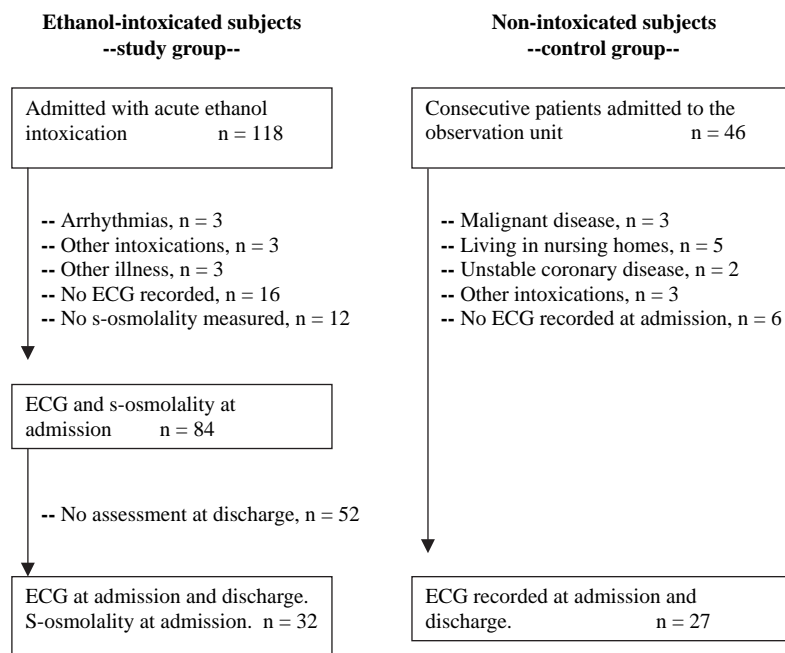 Ethanol-intoxicated subjects
--study group--
Admitted with acute ethanol
intoxication n = 118
-- Arrhythmias, n = 3
-- Other intoxications, n = 3
-- Other illness, n = 3
-- No ECG recorded, n = 16
-- No s-osmolality measured, n = 12
ECG and s-osmolality at
admission n = 84
-- No assessment at discharge, n = 52
ECG at admission and discharge.
S-osmolality at admission. n = 32
Non-intoxicated subjects
--control group--
Consecutive patients admitted to the
observation unit n = 46
-- Malignant disease, n = 3
-- Living in nursing homes, n = 5
-- Unstable coronary disease, n = 2
-- Other intoxications, n = 3
-- No ECG recorded at admission, n = 6
ECG recorded at admission and
discharge. n = 27